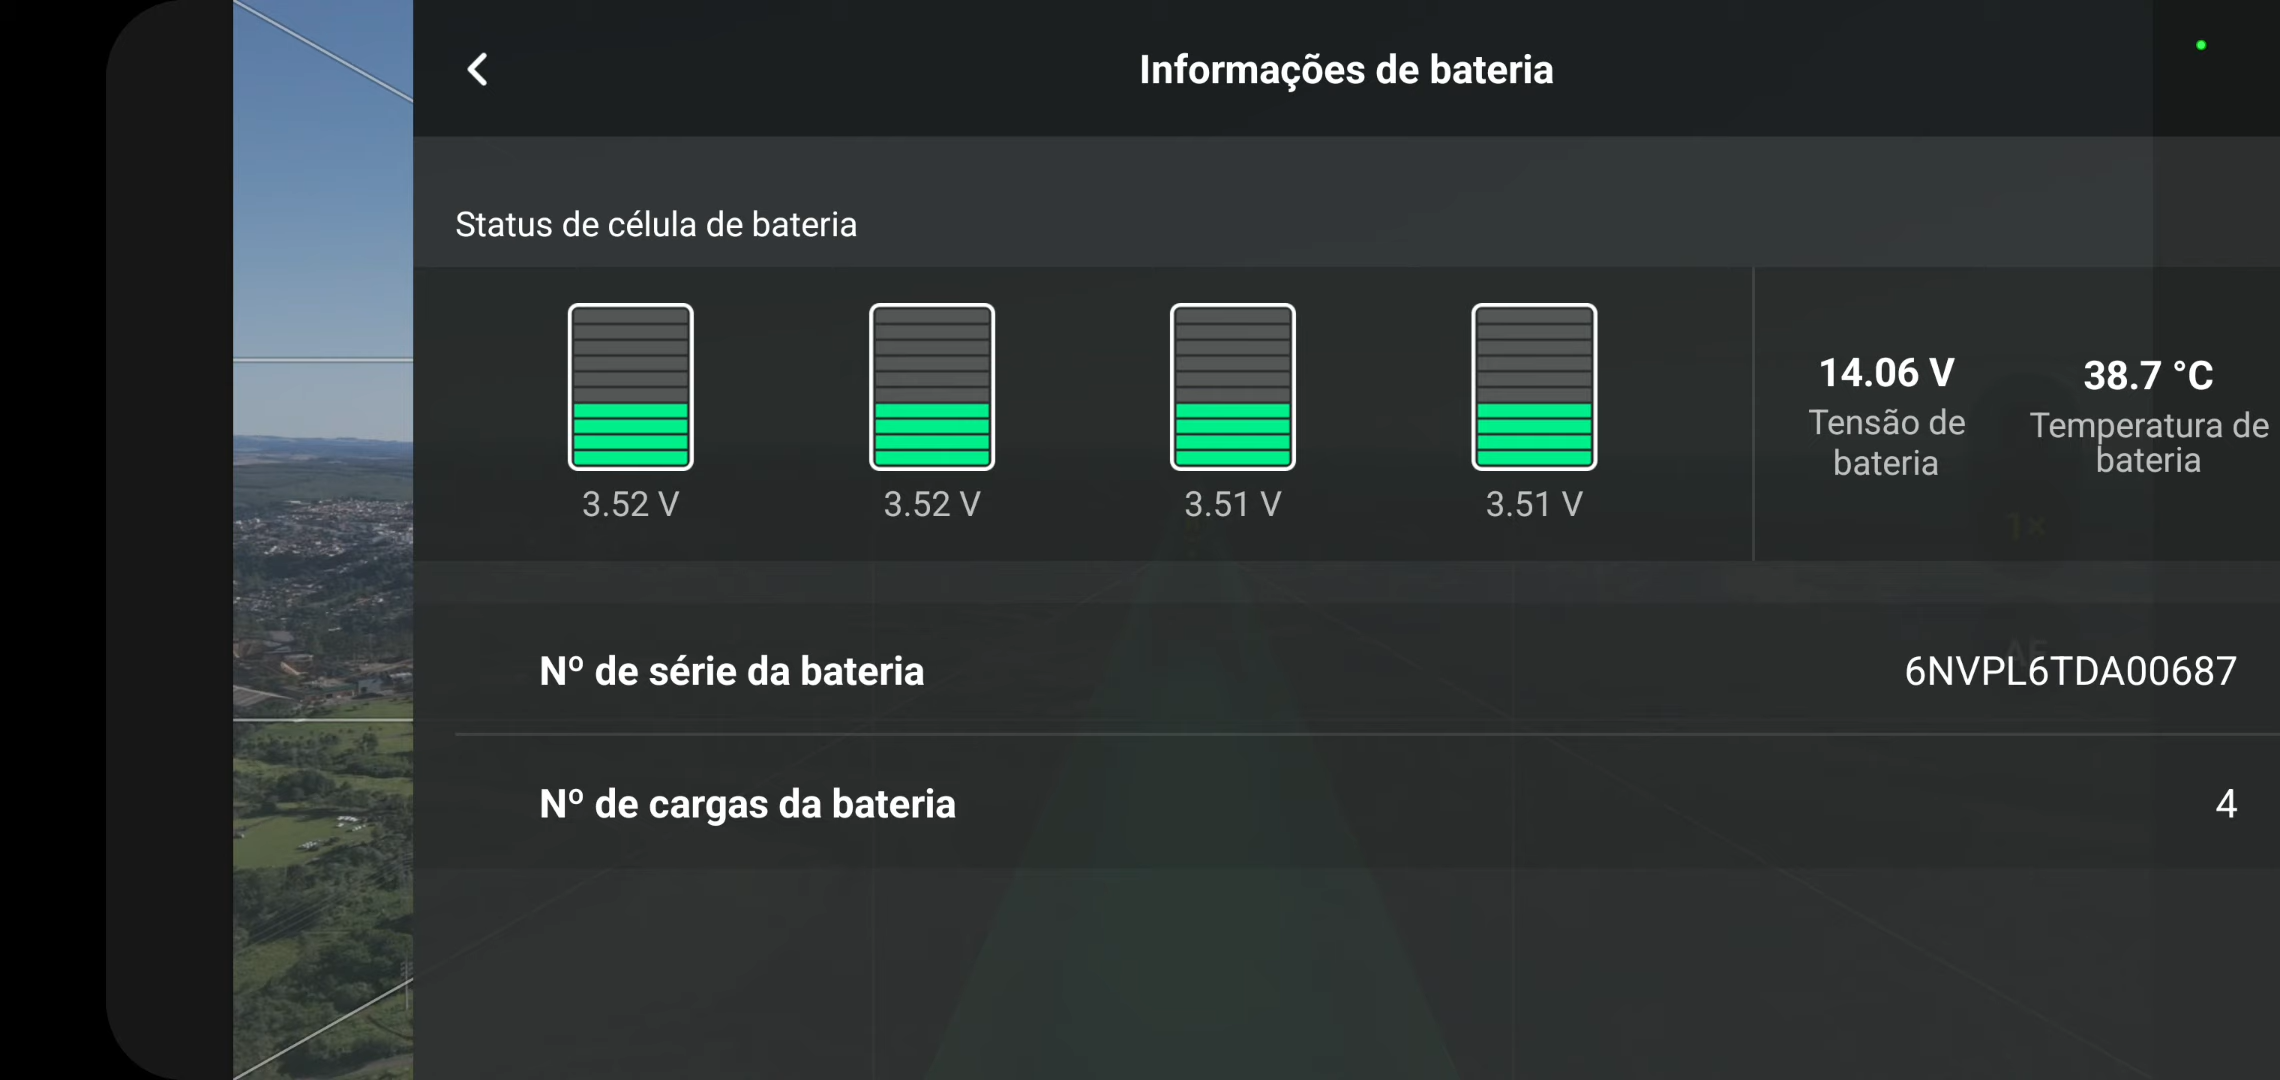 Informações de bateria
Status de célula de bateria
3.52 V
3.52 V
3.51 V
3.51 V
14.06 V
Tensão de
bateria
38.7 °C
Temperatura de
bateria
1×
AF
Nº de série da bateria
6NVPL6TDA00687
Nº de cargas da bateria
4